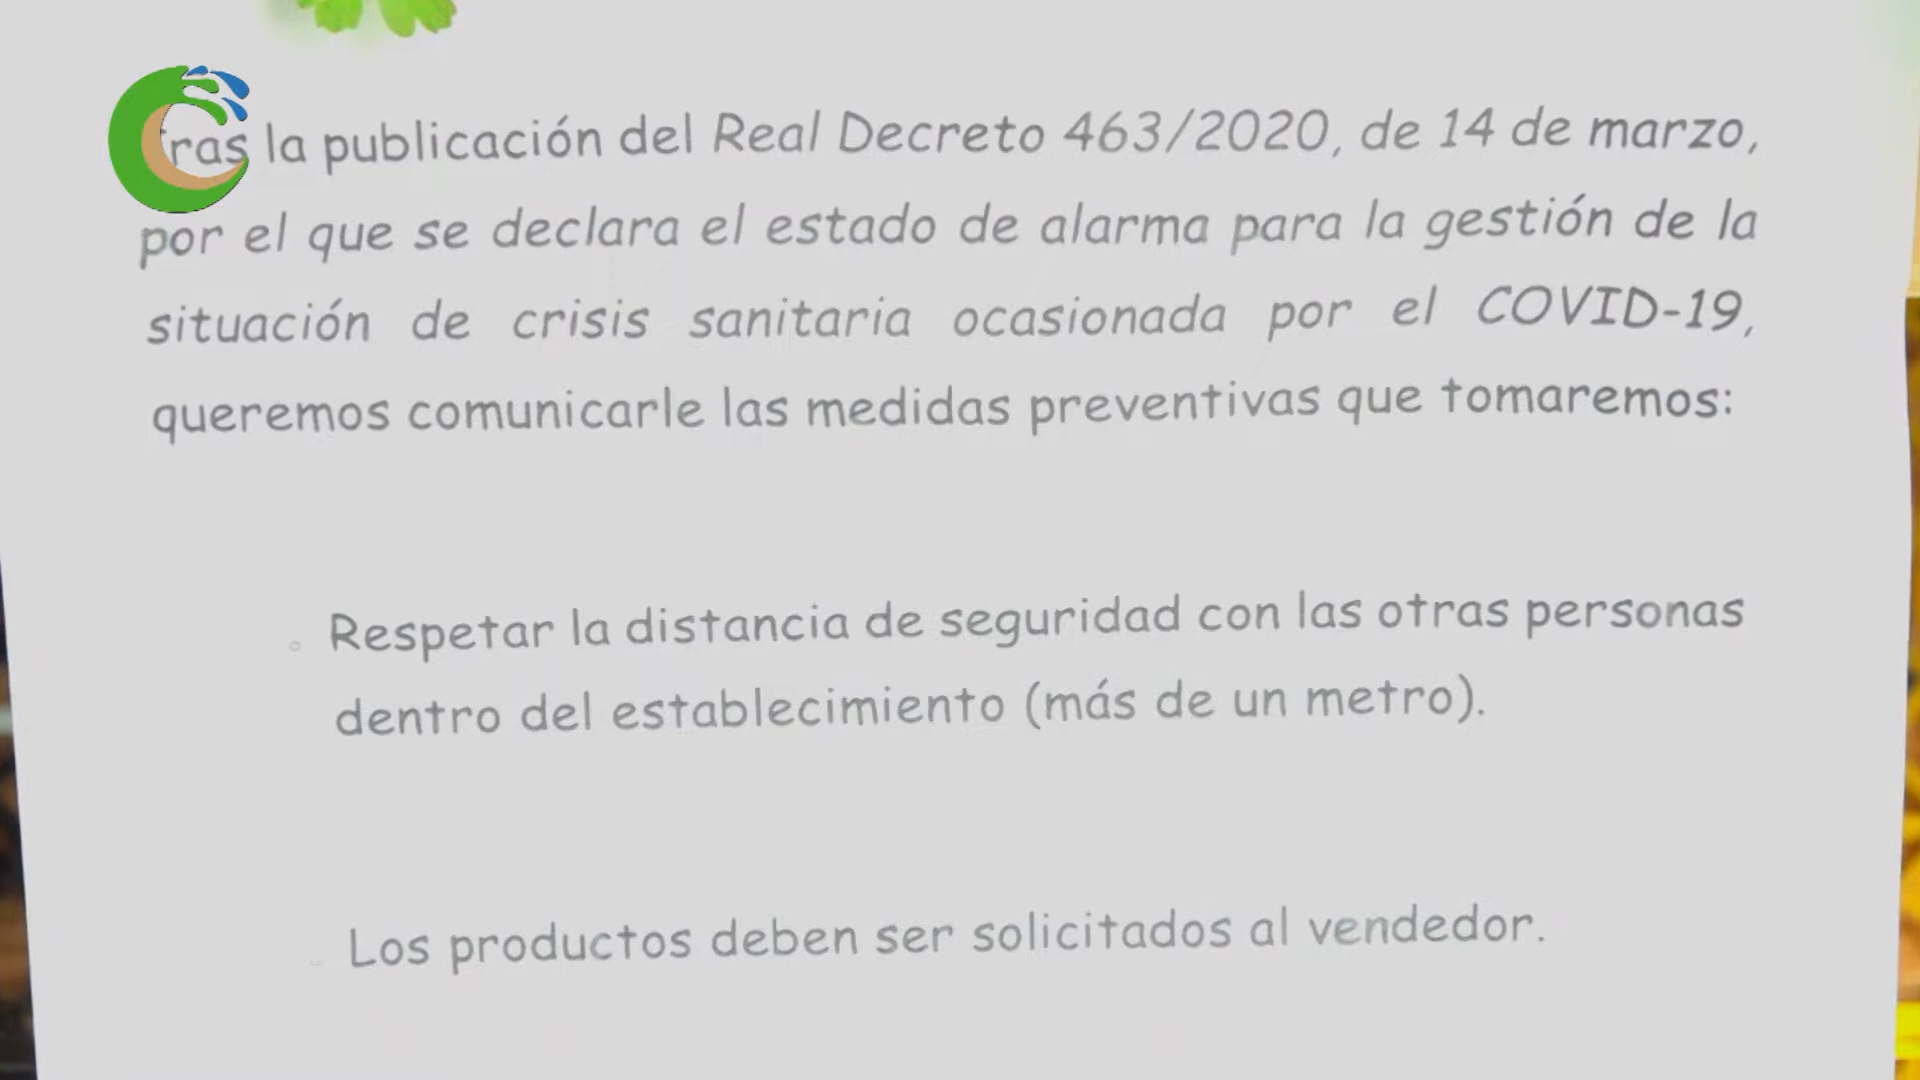 Tras la publicación del Real Decreto 463/2020, de 14 de marzo,
por el que se declara el estado de alarma para la gestión de la
situación de crisis sanitaria ocasionada por el COVID-19,
queremos comunicarle las medidas preventivas que tomaremos:
Respetar la distancia de seguridad con las otras personas
dentro del establecimiento (más de un metro).
Los productos deben ser solicitados al vendedor.